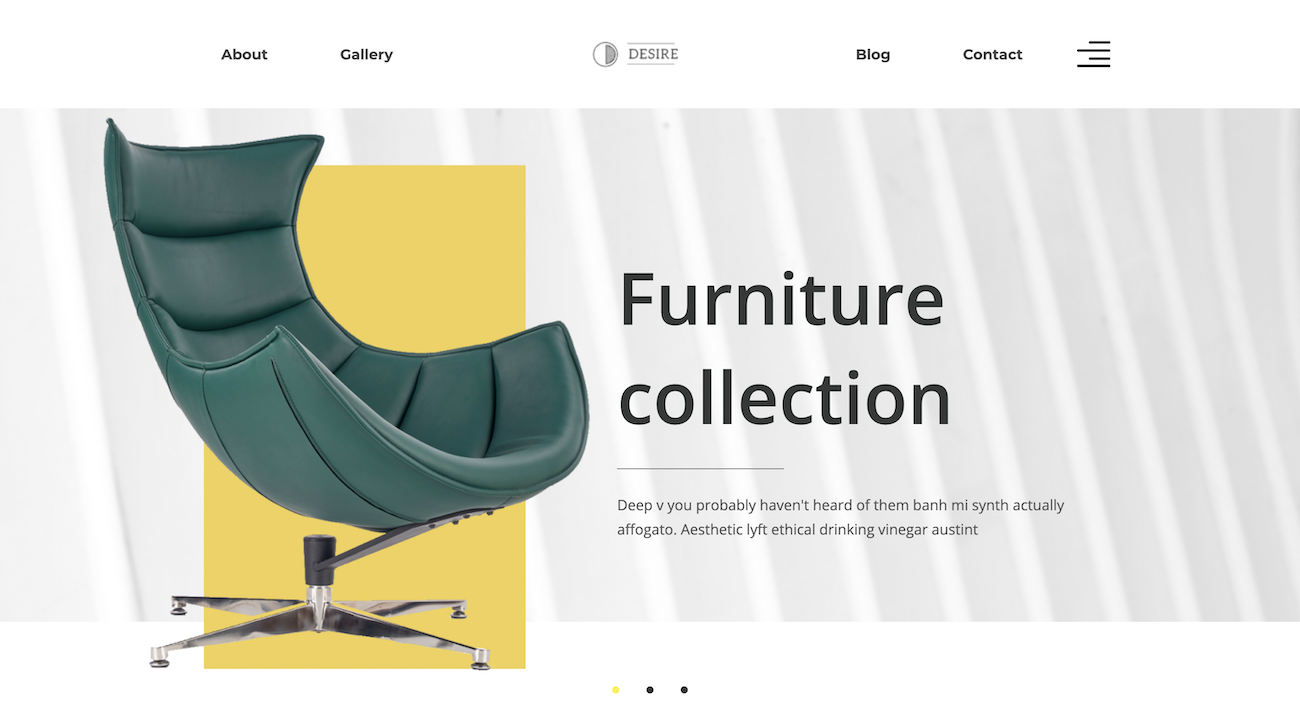 About
Gallery
DESIRE
Blog
Contact
Furniture
collection
Deep v you probably haven't heard of them banh mi synth actually
affogato. Aesthetic lyft ethical drinking vinegar austint